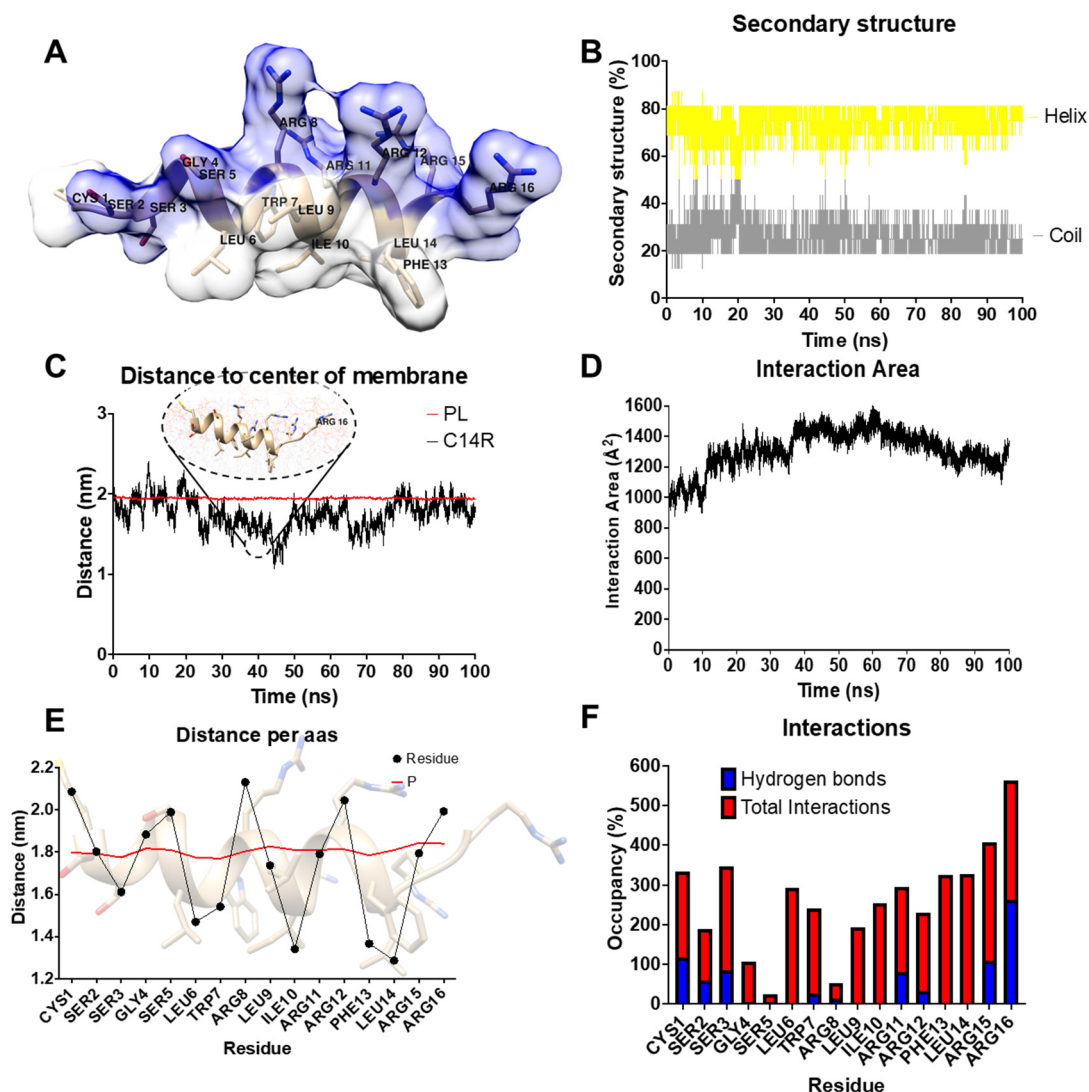 A
ARG 8
GLY 4
SER 5
CYS 1
SER 2
SER 3
ARG 11
ARG 12
ARG 15
ARG 16
TRP 7
LEU 9
LEU 6
ILE 10
LEU 14
PHE 13
B
Secondary structure
Secondary structure (%)
100
80
60
40
20
0
Helix
Coil
0 10 20 30 40 50 60 70 80 90 100
Time (ns)
C
Distance to center of membrane
Distance (nm)
3
2
1
0
ARG 16
PL
C14R
0 10 20 30 40 50 60 70 80 90 100
Time (ns)
D
Interaction Area
Interaction Area (Å2)
1600
1400
1200
1000
800
600
400
200
0
0 10 20 30 40 50 60 70 80 90 100
Time (ns)
E
Distance per aas
Distance (nm)
2.2
2.0
1.8
1.6
1.4
1.2
Residue
P
CYS1 SER2 SER3 GLY4 SER5 LEU6 TRP7 ARG8 LEU9 ILE10 ARG11 ARG12 PHE13 LEU14 ARG15 ARG16
Residue
F
Interactions
Occupancy (%)
600
500
400
300
200
100
0
Hydrogen bonds
Total Interactions
CYS1 SER2 SER3 GLY4 SER5 LEU6 TRP7 ARG8 LEU9 ILE10 ARG11 ARG12 PHE13 LEU14 ARG15 ARG16
Residue